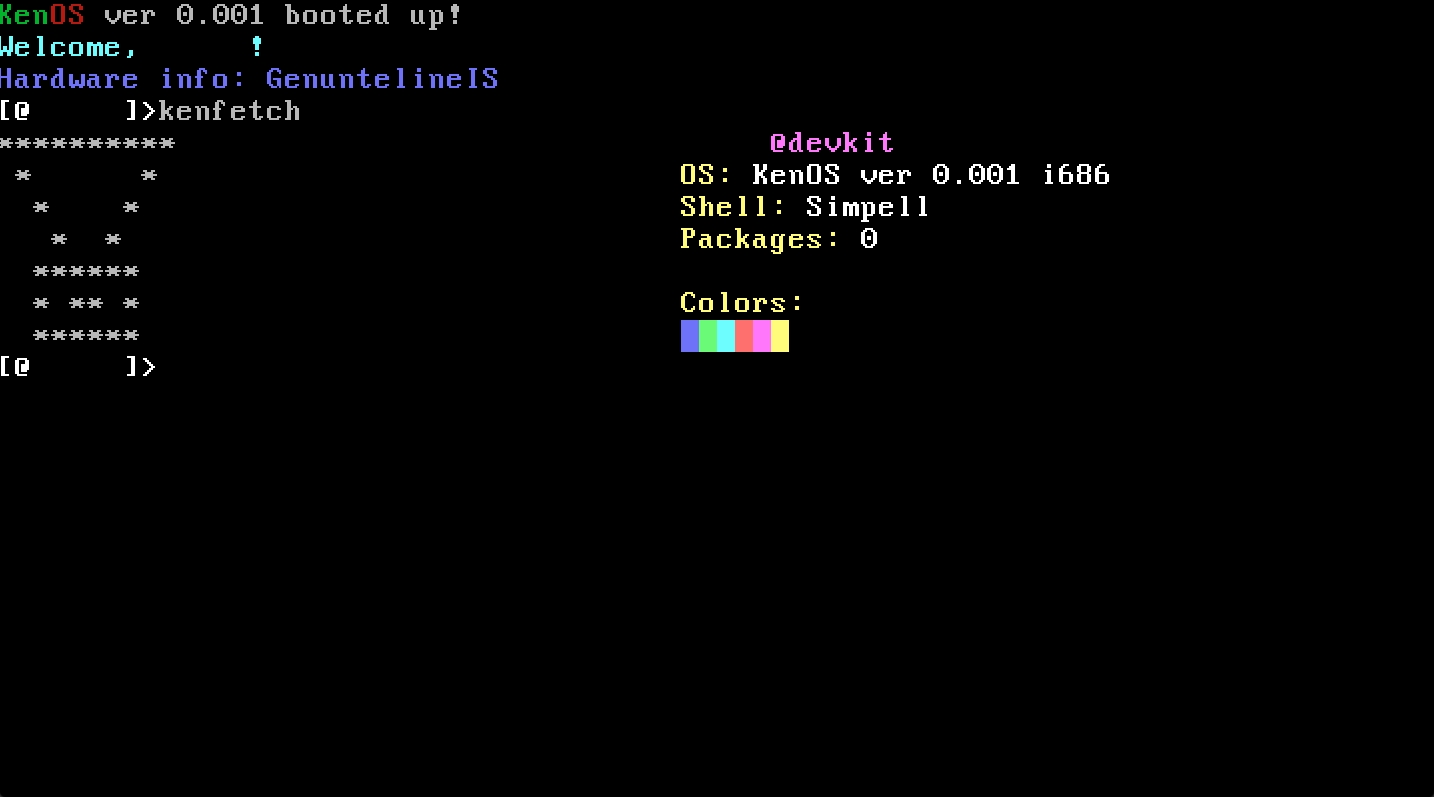 KenOS ver 0.001 booted up!
Welcome,      !
Hardware info: GenuntelineIS
[@     ]>kenfetch
********** @devkit
*      * OS: KenOS ver 0.001 i686
*    * Shell: Simpell
*  * Packages: 0
******
* ** * Colors:
******
[@     ]>